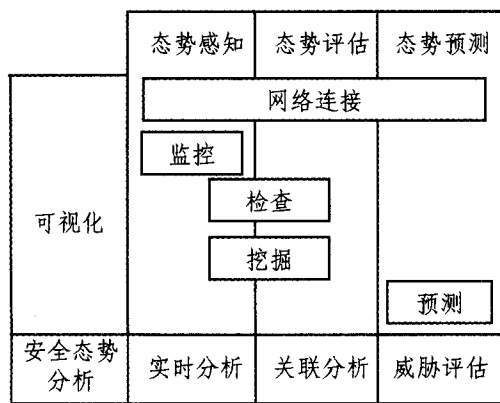 态势感知 态势评估 态势预测
网络连接
监控
检查
可视化
挖掘
预测
安全态势
分析
实时分析 关联分析 威胁评估